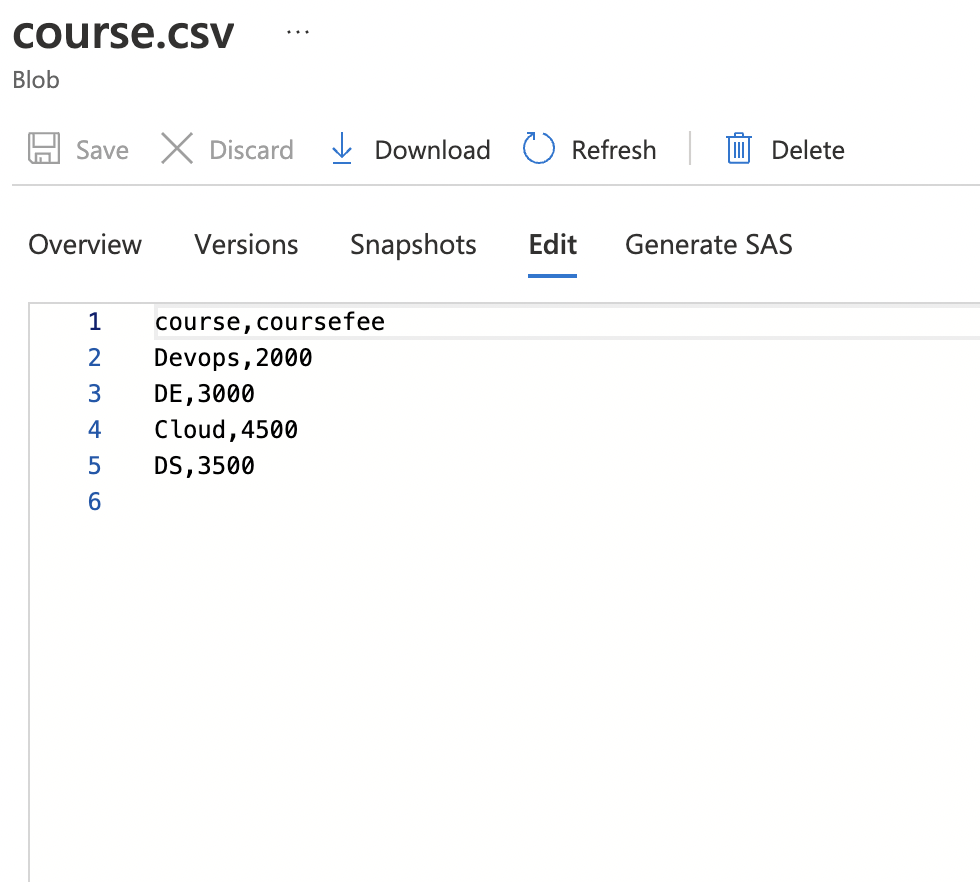 course.csv ...
Blob
Save Discard Download Refresh Delete
Overview Versions Snapshots Edit Generate SAS
1 course,coursefee
2 Devops,2000
3 DE,3000
4 Cloud,4500
5 DS,3500
6